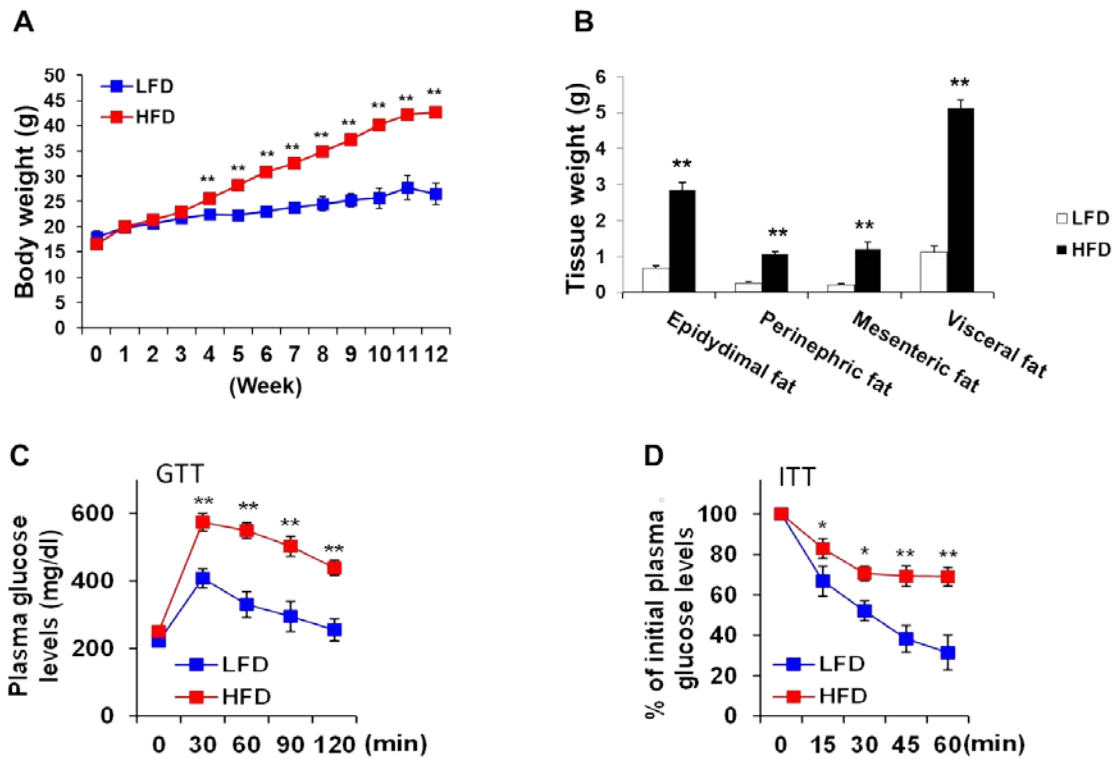 A
Body weight (g)
50
45
40
35
30
25
20
15
10
5
0
LFD
HFD
** ** ** ** ** ** ** ** **
0 1 2 3 4 5 6 7 8 9 10 11 12
(Week)
B
Tissue weight (g)
6
5
4
3
2
1
0
** ** ** **
LFD
HFD
Epidydimal fat
Perinephric fat
Mesenteric fat
Visceral fat
C
GTT
Plasma glucose
levels (mg/dl)
600
400
200
0
** ** ** **
LFD
HFD
0 30 60 90 120 (min)
D
ITT
% of initial plasma
glucose levels
100
80
60
40
20
0
* * ** **
LFD
HFD
0 15 30 45 60(min)